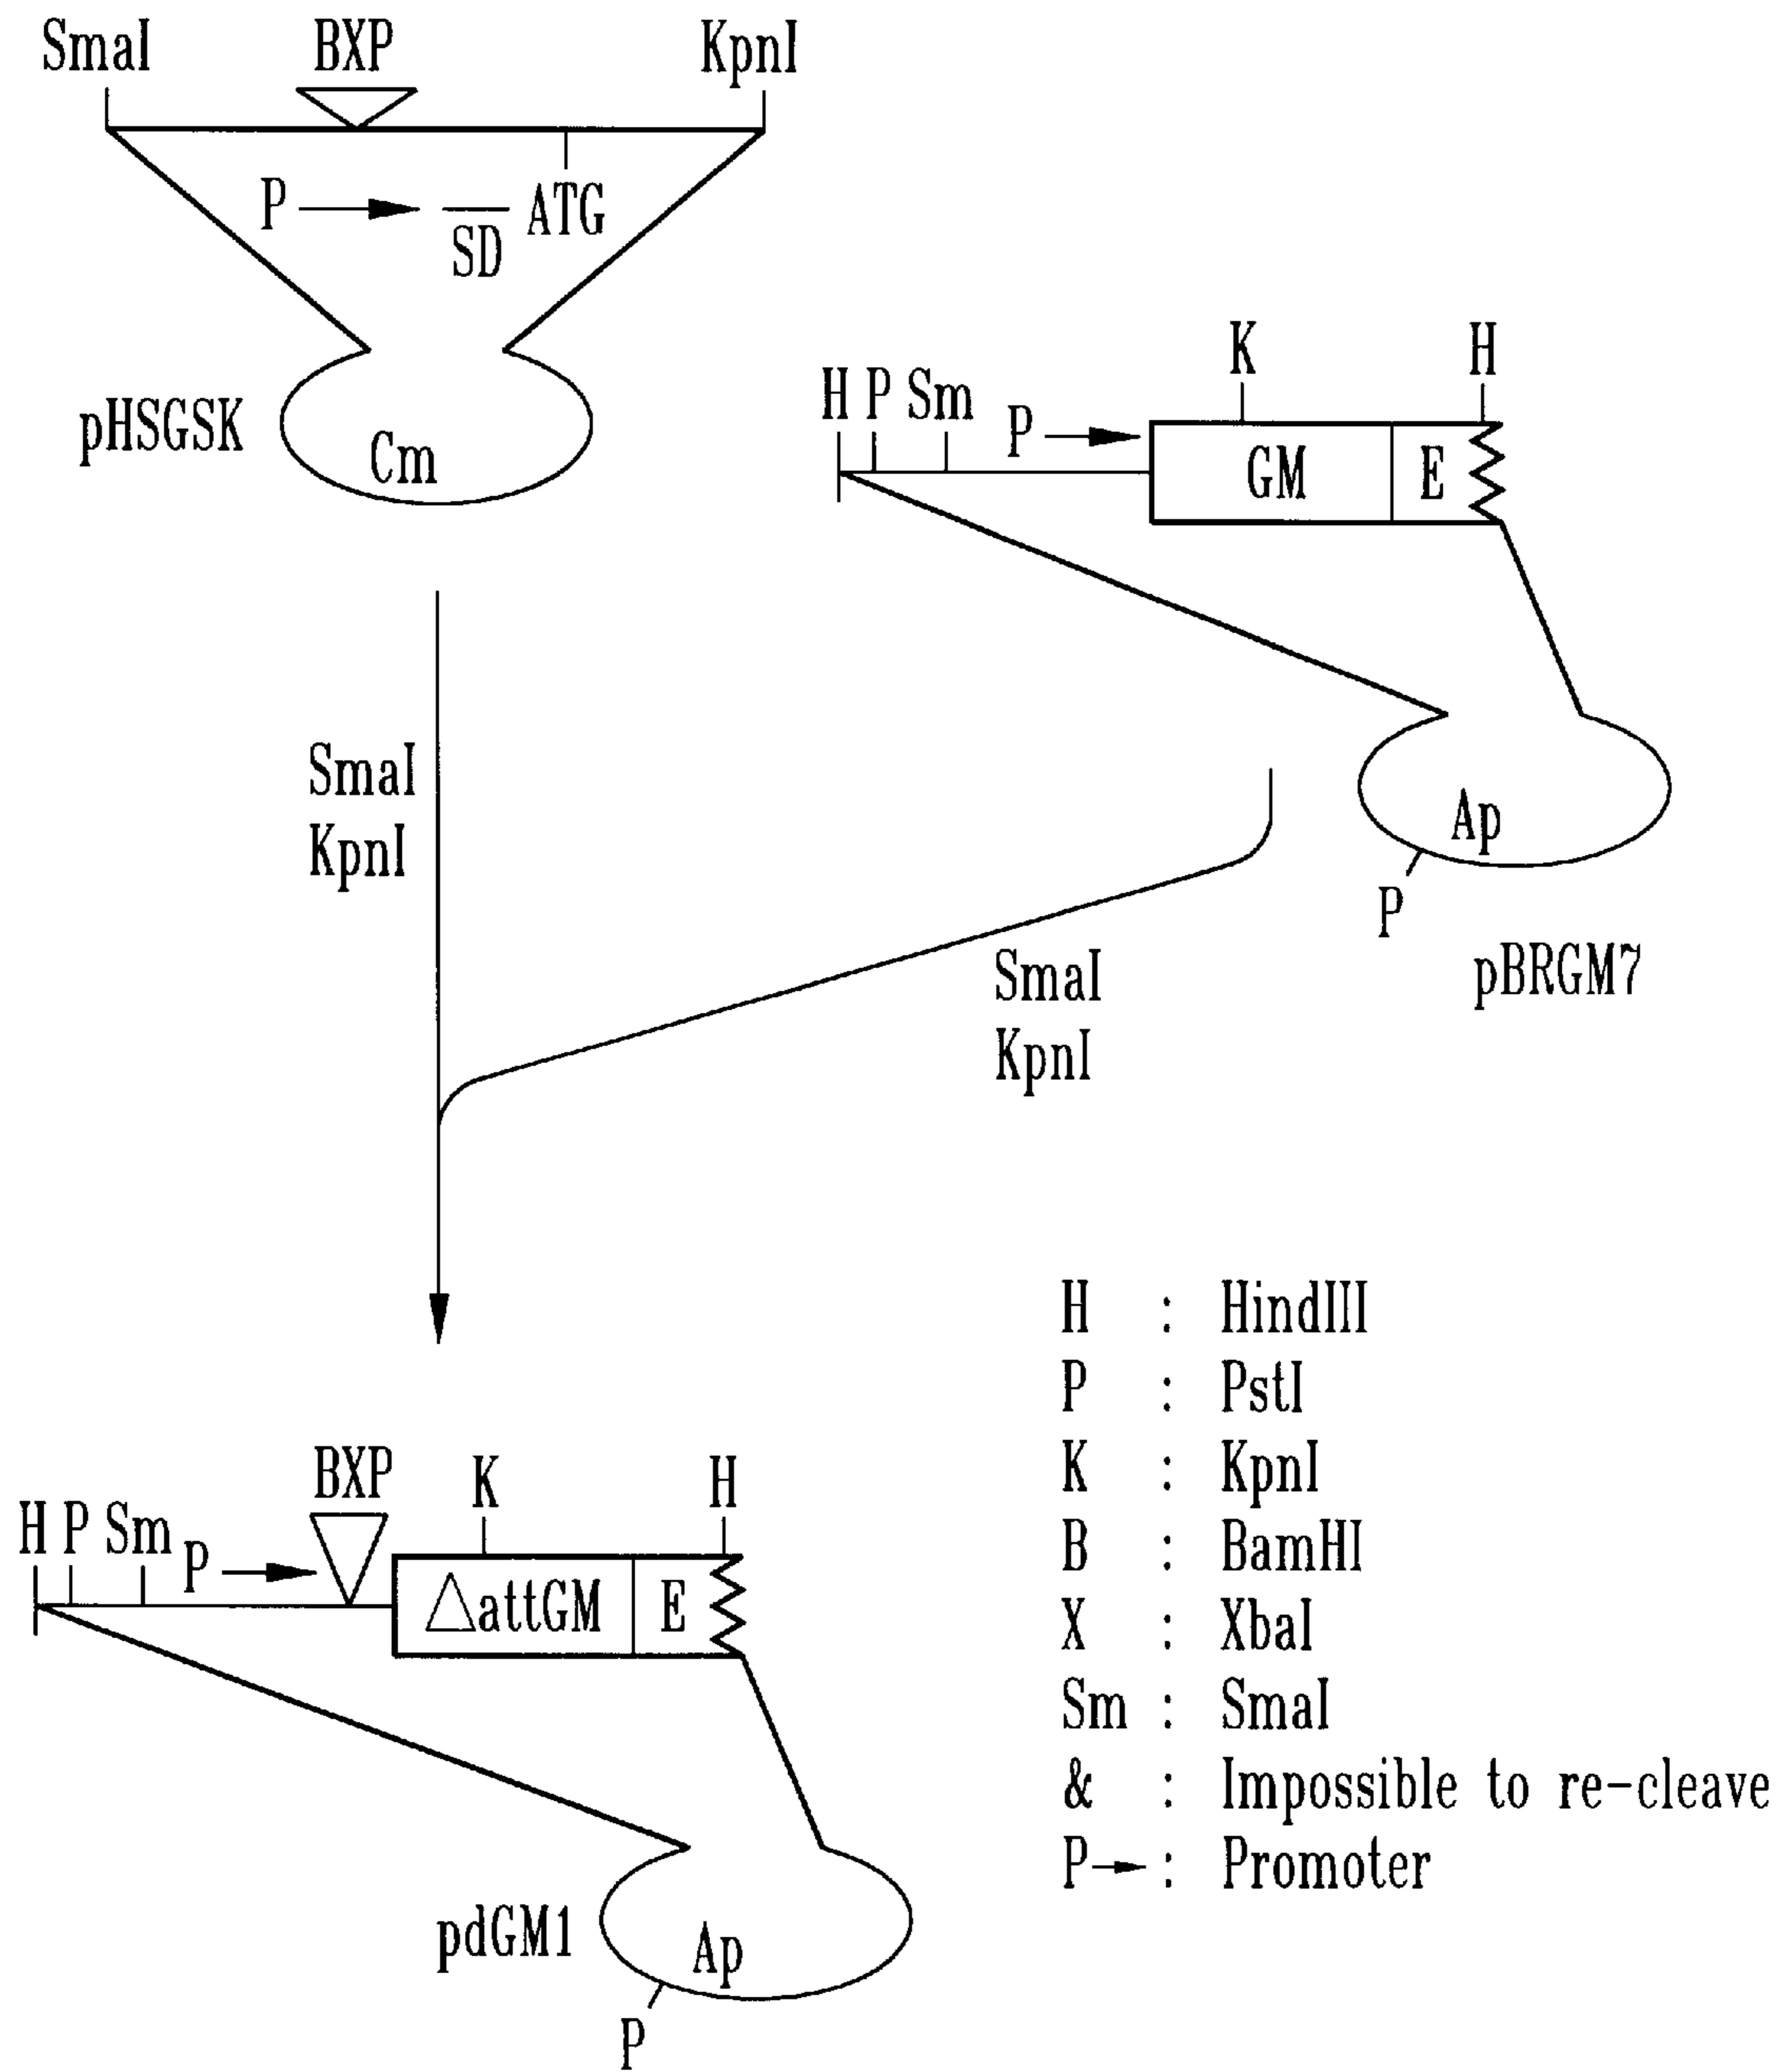 SmaI BXP KpnI
P ATG
SD
pHSGSK
Cm
K H
H P Sm P
GM E
Ap
P
pBRGM7
SmaI
KpnI
SmaI
KpnI
BXP K H
H P Sm P
△attGM E
pdGM1
Ap
P
H : HindIII
P : PstI
K : KpnI
B : BamHI
X : XbaI
Sm : SmaI
& : Impossible to re-cleave
P→ : Promoter